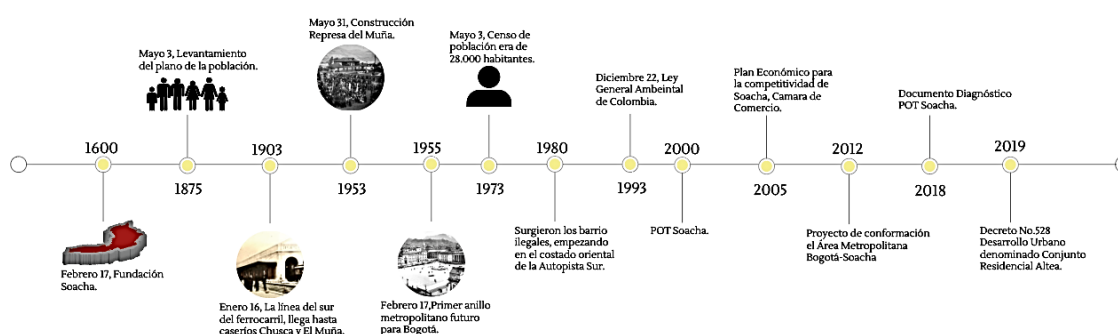 1600
Febrero 17, Fundación
Soacha.
Mayo 3, Levantamiento
del plano de la población.
1875
1903
Enero 16, La línea del sur
del ferrocarril, llega hasta
caseríos Chusca y El Muña.
Mayo 31, Construcción
Represa del Muña.
1953
1955
Febrero 17,Primer anillo
metropolitano futuro
para Bogotá.
Mayo 3, Censo de
población era de
28.000 habitantes.
1973
1980
Surgieron los barrio
ilegales, empezando
en el costado oriental
de la Autopista Sur.
Diciembre 22, Ley
General Ambeintal
de Colombia.
1993
2000
POT Soacha.
Plan Económico para
la competitividad de
Soacha, Camara de
Comercio.
2005
2012
Proyecto de conformación
el Área Metropolitana
Bogotá-Soacha
Documento Diagnóstico
POT Soacha.
2018
2019
Decreto No.528
Desarrollo Urbano
denominado Conjunto
Residencial Altea.